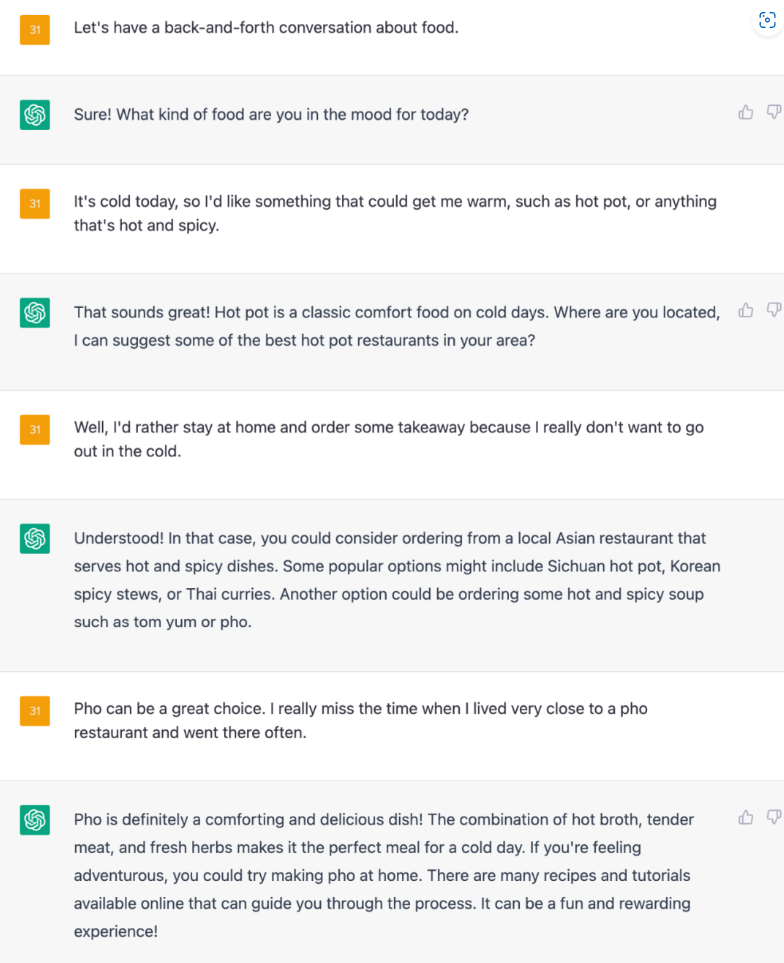 31
Let's have a back-and-forth conversation about food.
Sure! What kind of food are you in the mood for today?
31
It's cold today, so I'd like something that could get me warm, such as hot pot, or anything
that's hot and spicy.
That sounds great! Hot pot is a classic comfort food on cold days. Where are you located,
I can suggest some of the best hot pot restaurants in your area?
31
Well, I'd rather stay at home and order some takeaway because I really don't want to go
out in the cold.
Understood! In that case, you could consider ordering from a local Asian restaurant that
serves hot and spicy dishes. Some popular options might include Sichuan hot pot, Korean
spicy stews, or Thai curries. Another option could be ordering some hot and spicy soup
such as tom yum or pho.
31
Pho can be a great choice. I really miss the time when I lived very close to a pho
restaurant and went there often.
Pho is definitely a comforting and delicious dish! The combination of hot broth, tender
meat, and fresh herbs makes it the perfect meal for a cold day. If you're feeling
adventurous, you could try making pho at home. There are many recipes and tutorials
available online that can guide you through the process. It can be a fun and rewarding
experience!